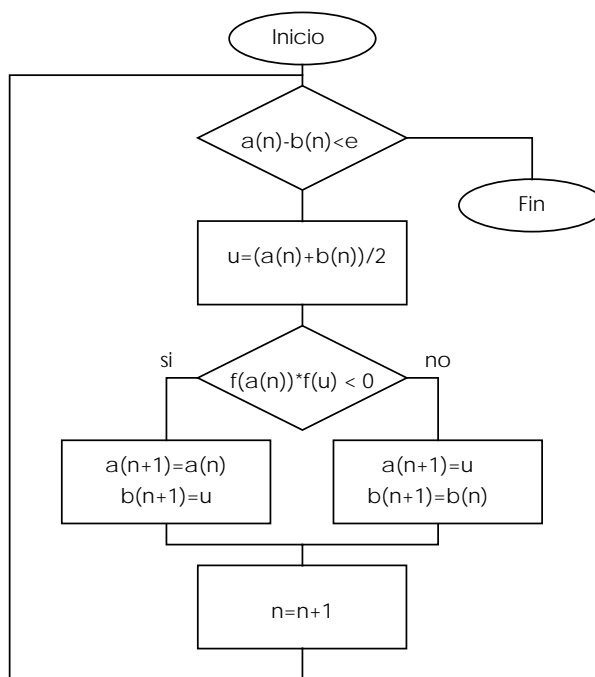 Inicio
a(n)-b(n)<e
Fin
u=(a(n)+b(n))/2
si
no
f(a(n))*f(u) < 0
a(n+1)=a(n)
b(n+1)=u
a(n+1)=u
b(n+1)=b(n)
n=n+1